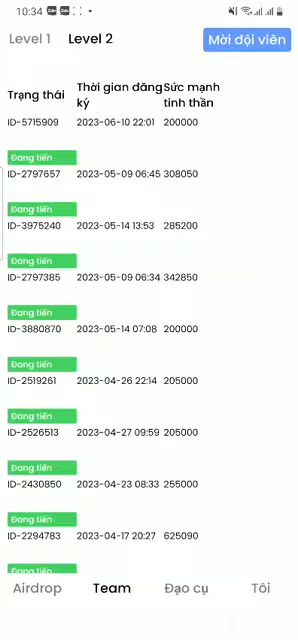 10:34
Level 1 Level 2 Mời đội viên
Trạng thái Thời gian đăng ký Sức mạnh tinh thần
ID-5715909 2023-06-10 22:01 200000
Đang tiến
ID-2797657 2023-05-09 06:45 308050
Đang tiến
ID-3975240 2023-05-14 13:53 285200
Đang tiến
ID-2797385 2023-05-09 06:34 342850
Đang tiến
ID-3880870 2023-05-14 07:08 200000
Đang tiến
ID-2519261 2023-04-26 22:14 205000
Đang tiến
ID-2526513 2023-04-27 09:59 205000
Đang tiến
ID-2430850 2023-04-23 08:33 255000
Đang tiến
ID-2294783 2023-04-17 20:27 625090
Đang tiến
Airdrop Team Đạo cụ Tôi